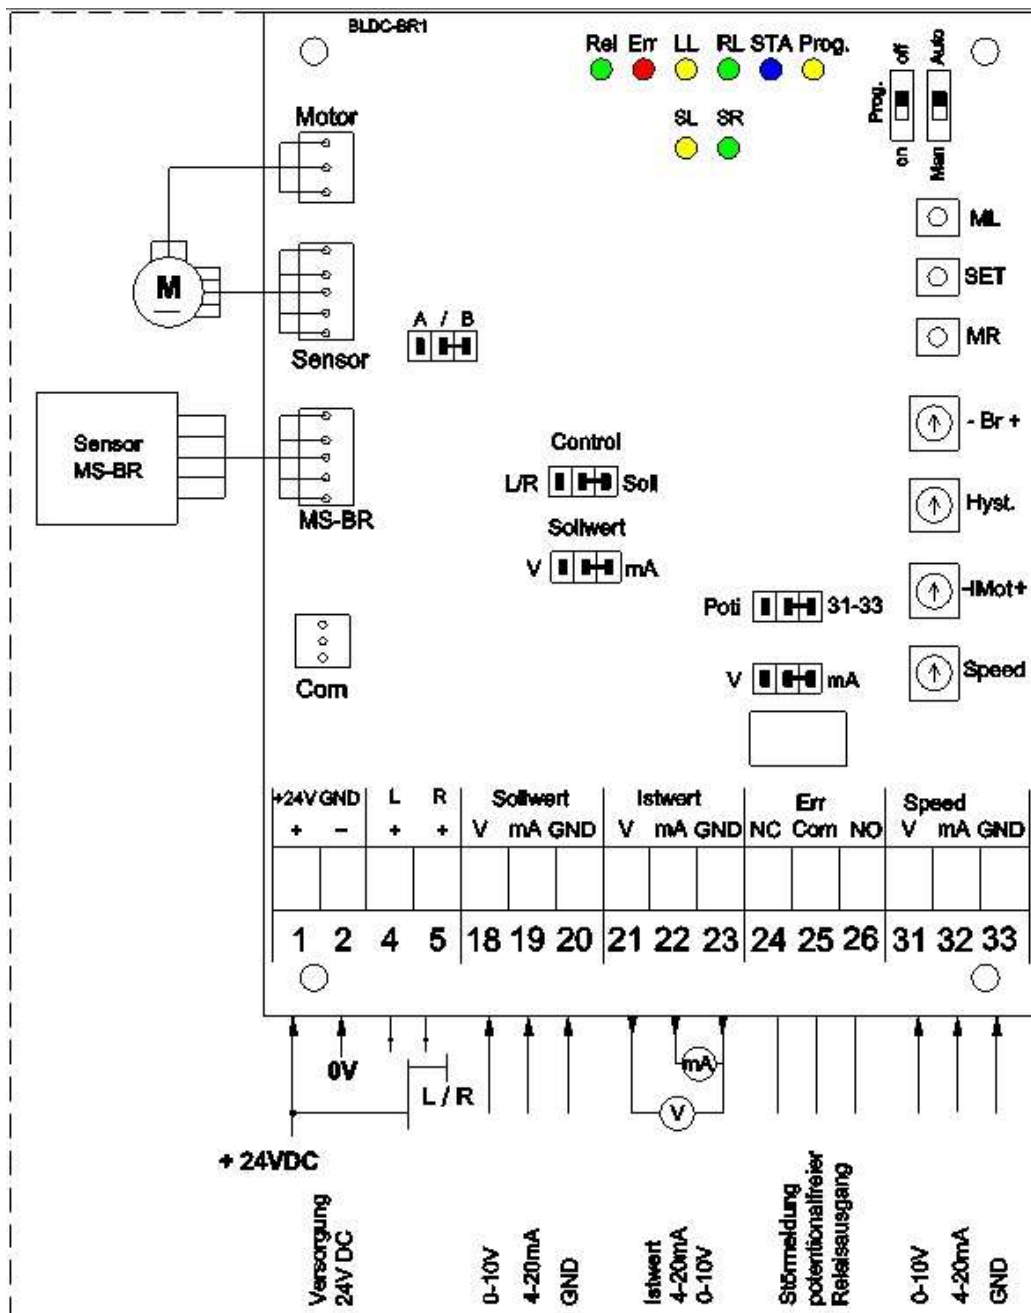 BLDC-BR1
Rel Err LL RL STA Prog.
SL SR
Prog.
off
on
Auto
Man
Motor
M
Sensor
A / B
ML
SET
MR
Sensor
MS-BR
MS-BR
Control
L/R Soll
Sollwert
V mA
- Br +
Hyst.
-IMot+
Speed
Poti 31-33
V mA
Com
+24V GND L R Sollwert Istwert Err Speed
+ - + + V mA GND V mA GND NC Com NO V mA GND
1 2 4 5 18 19 20 21 22 23 24 25 26 31 32 33
0V
L / R
mA
V
+ 24VDC
Versorgung
24V DC
0-10V
4-20mA
GND
Istwert
4-20mA
0-10V
Störmeldung
potentionalfreier
Relaisausgang
0-10V
4-20mA
GND